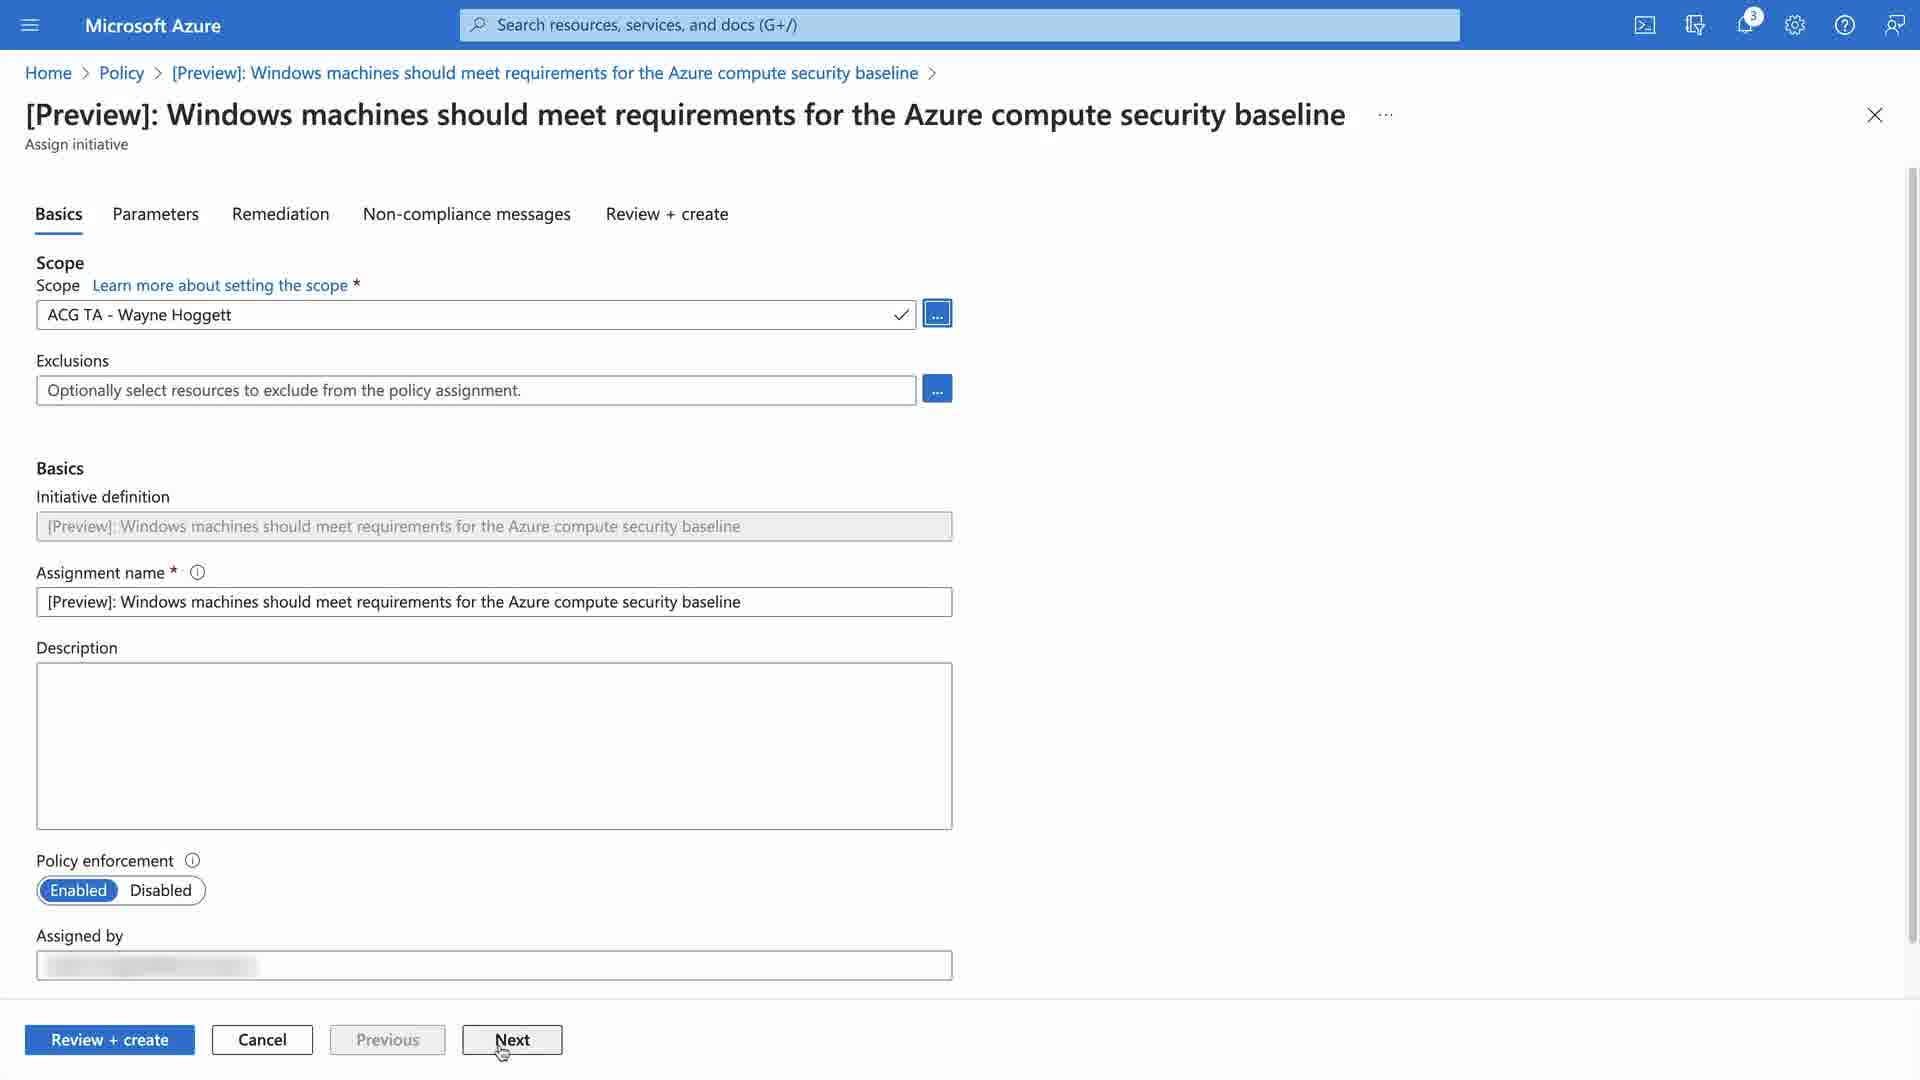 Microsoft Azure
Search resources, services, and docs (G+/)
3
Home > Policy > [Preview]: Windows machines should meet requirements for the Azure compute security baseline >
[Preview]: Windows machines should meet requirements for the Azure compute security baseline ...
Assign initiative
Basics Parameters Remediation Non-compliance messages Review + create
Scope
Scope Learn more about setting the scope *
ACG TA - Wayne Hoggett ...
Exclusions
Optionally select resources to exclude from the policy assignment. ...
Basics
Initiative definition
[Preview]: Windows machines should meet requirements for the Azure compute security baseline
Assignment name *
[Preview]: Windows machines should meet requirements for the Azure compute security baseline
Description
Policy enforcement
Enabled Disabled
Assigned by
Review + create Cancel Previous Next